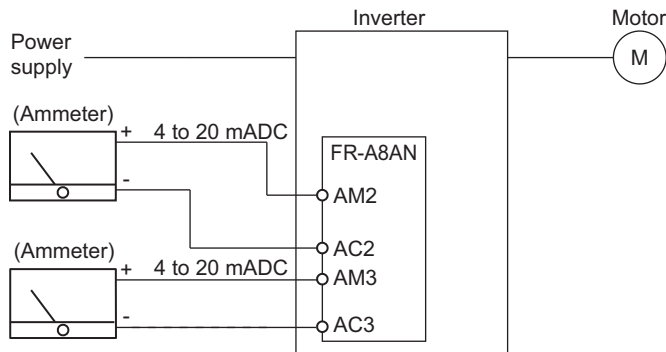 Inverter
Motor
Power
supply
M
(Ammeter)
+ 4 to 20 mADC
FR-A8AN
-
AM2
AC2
(Ammeter)
+ 4 to 20 mADC
AM3
-
AC3